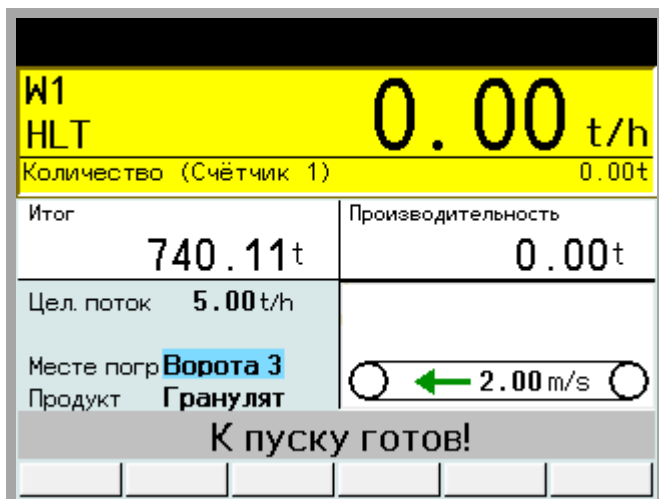 W1
HLT
0.00 t/h
Количество (Счётчик 1) 0.00t
Итог
740.11t
Производительность
0.00t
Цел. поток 5.00t/h
Месте погр Ворота 3
Продукт Гранулят
2.00m/s
К пуску готов!